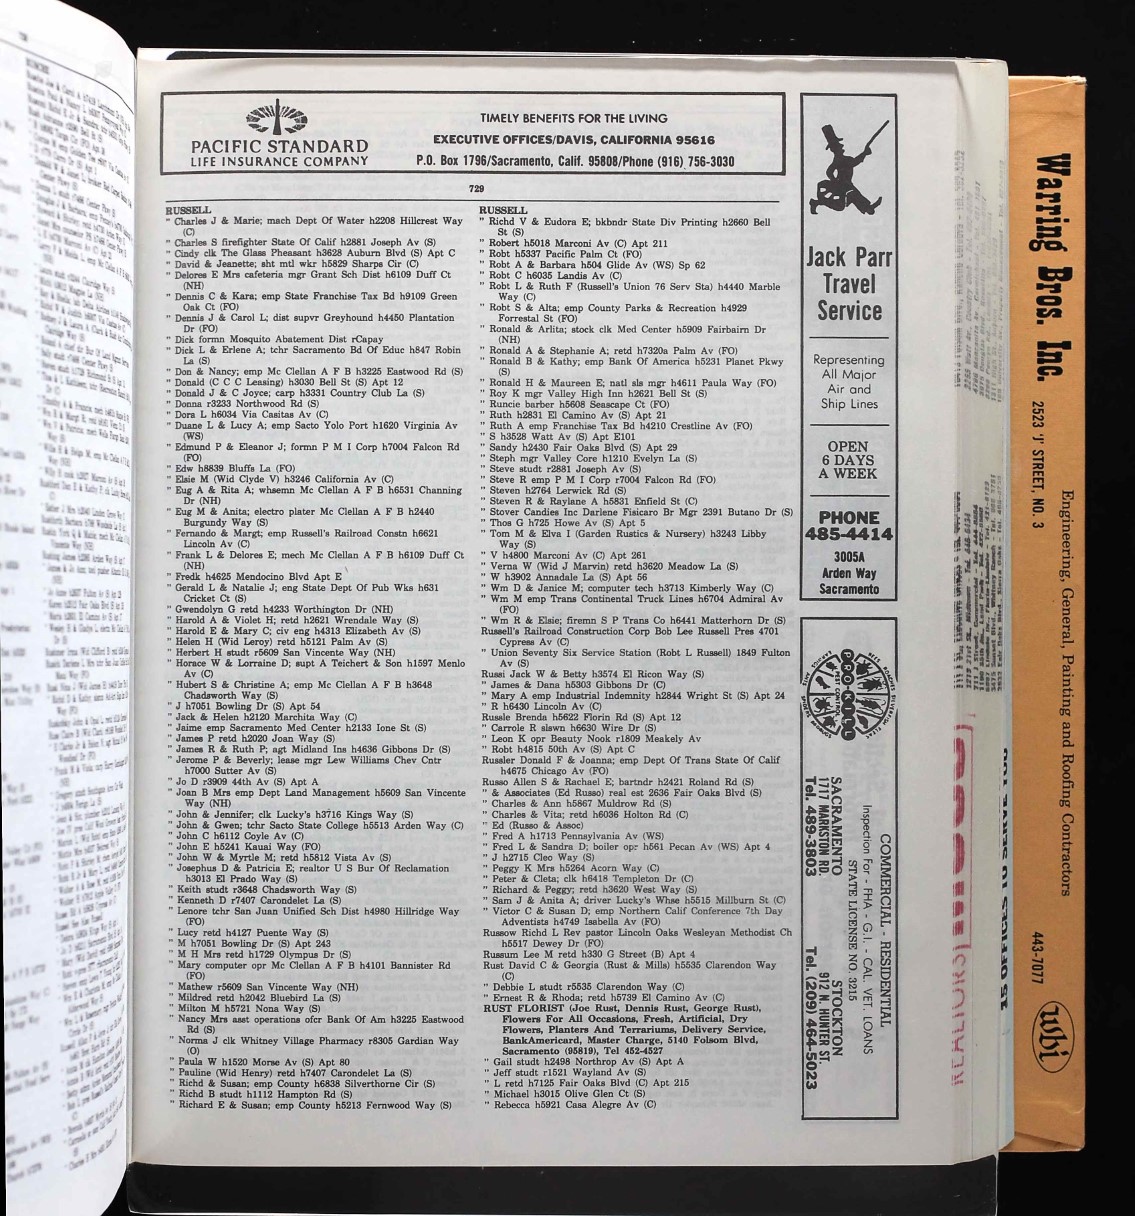 PACIFIC STANDARD
LIFE INSURANCE COMPANY
TIMELY BENEFITS FOR THE LIVING
EXECUTIVE OFFICES/DAVIS, CALIFORNIA 95616
P.O. Box 1796/Sacramento, Calif. 95808/Phone (916) 756-3030
729
RUSSELL
" Charles J & Marie; mach Dept Of Water h2208 Hillcrest Way
(C)
" Charles S firefighter State Of Calif h2881 Joseph Av (S)
" Cindy clk The Glass Pheasant h3628 Auburn Blvd (S) Apt C
" David & Jeanette; sht mtl wkr h5829 Sharps Cir (C)
" Delores E Mrs cafeteria mgr Grant Sch Dist h6109 Duff Ct
(NH)
" Dennis C & Kara; emp State Franchise Tax Bd h9109 Green
Oak Ct (FO)
" Dennis J & Carol L; dist supvr Greyhound h4450 Plantation
Dr (FO)
" Dick formn Mosquito Abatement Dist rCapay
" Dick L & Erlene A; tchr Sacramento Bd Of Educ h847 Robin
La (S)
" Don & Nancy; emp Mc Clellan A F B h3225 Eastwood Rd (S)
" Donald (C C C Leasing) h3030 Bell St (S) Apt 12
" Donald J & C Joyce; carp h3331 Country Club La (S)
" Donna r3233 Northwood Rd (S)
" Dora L h6034 Via Casitas Av (C)
" Duane L & Lucy A; emp Sacto Yolo Port h1620 Virginia Av
(WS)
" Edmund P & Eleanor J; formn P M I Corp h7004 Falcon Rd
(FO)
" Edw h8839 Bluffs La (FO)
" Elsie M (Wid Clyde V) h3246 California Av (C)
" Eug A & Rita A; whsemn Mc Clellan A F B h6531 Channing
Dr (NH)
" Eug M & Anita; electro plater Mc Clellan A F B h2440
Burgundy Way (S)
" Fernando & Margt; emp Russell's Railroad Constn h6621
Lincoln Av (C)
" Frank L & Delores E; mech Mc Clellan A F B h6109 Duff Ct
(NH)
" Fredk h4625 Mendocino Blvd Apt E
" Gerald L & Natalie J; eng State Dept Of Pub Wks h631
Cricket Ct (S)
" Gwendolyn G retd h4233 Worthington Dr (NH)
" Harold A & Violet H; retd h2621 Wrendale Way (S)
" Harold E & Mary C; civ eng h4313 Elizabeth Av (S)
" Helen H (Wid Leroy) retd h5121 Palm Av (S)
" Herbert H studt r5609 San Vincente Way (NH)
" Horace W & Lorraine D; supt A Teichert & Son h1597 Menlo
Av (C)
" Hubert S & Christine A; emp Mc Clellan A F B h3648
Chadsworth Way (S)
" J h7051 Bowling Dr (S) Apt 54
" Jack & Helen h2120 Marchita Way (C)
" Jaime emp Sacramento Med Center h2133 Ione St (S)
" James P retd h2020 Joan Way (S)
" James R & Ruth P; agt Midland Ins h4636 Gibbons Dr (S)
" Jerome P & Beverly; lease mgr Lew Williams Chev Cntr
h7000 Sutter Av (S)
" Jo D r3909 44th Av (S) Apt A
" Joan B Mrs emp Dept Land Management h5609 San Vincente
Way (NH)
" John & Jennifer; clk Lucky's h3716 Kings Way (S)
" John & Gwen; tchr Sacto State College h5513 Arden Way (C)
" John C h6112 Coyle Av (C)
" John E h5241 Kauai Way (FO)
" John W & Myrtle M; retd h5812 Vista Av (S)
" Josephus D & Patricia E; realtor U S Bur Of Reclamation
h3013 El Prado Way (S)
" Keith studt r3648 Chadsworth Way (S)
" Kenneth D r7407 Carondelet La (S)
" Lenore tchr San Juan Unified Sch Dist h4980 Hillridge Way
(FO)
" Lucy retd h4127 Puente Way (S)
" M h7051 Bowling Dr (S) Apt 243
" M H Mrs retd h1729 Olympus Dr (S)
" Mary computer opr Mc Clellan A F B h4101 Bannister Rd
(FO)
" Mathew r5609 San Vincente Way (NH)
" Mildred retd h2042 Bluebird La (S)
" Milton M h5721 Nona Way (S)
" Nancy Mrs asst operations ofcr Bank Of Am h3225 Eastwood
Rd (S)
" Norma J clk Whitney Village Pharmacy r8305 Gardian Way
(O)
" Paula W h1520 Morse Av (S) Apt 80
" Pauline (Wid Henry) retd h7407 Carondelet La (S)
" Richd & Susan; emp County h6838 Silverthorne Cir (S)
" Richd B studt h1112 Hampton Rd (S)
" Richard E & Susan; emp County h5213 Fernwood Way (S)
RUSSELL
" Richd V & Eudora E; bkbndr State Div Printing h2660 Bell
St (S)
" Robert h5018 Marconi Av (C) Apt 211
" Robt h5337 Pacific Palm Ct (FO)
" Robt A & Barbara h504 Glide Av (WS) Sp 62
" Robt C h6035 Landis Av (C)
" Robt L & Ruth F (Russell's Union 76 Serv Sta) h4440 Marble
Way (C)
" Robt S & Alta; emp County Parks & Recreation h4929
Forrestal St (FO)
" Ronald & Arlita; stock clk Med Center h5909 Fairbairn Dr
(NH)
" Ronald A & Stephanie A; retd h7320a Palm Av (FO)
" Ronald B & Kathy; emp Bank Of America h5231 Planet Pkwy
(S)
" Ronald H & Maureen E; natl sls mgr h4611 Paula Way (FO)
" Roy K mgr Valley High Inn h2621 Bell St (S)
" Runcie barber h5608 Seascape Ct (FO)
" Ruth h2831 El Camino Av (S) Apt 21
" Ruth A emp Franchise Tax Bd h4210 Crestline Av (FO)
" S h3528 Watt Av (S) Apt E101
" Sandy h2430 Fair Oaks Blvd (S) Apt 29
" Steph mgr Valley Core h1210 Evelyn La (S)
" Steve studt r2881 Joseph Av (S)
" Steve R emp P M I Corp r7004 Falcon Rd (FO)
" Steven h2764 Lerwick Rd (S)
" Steven R & Raylane A h5831 Enfield St (C)
" Stover Candies Inc Darlene Fisicaro Br Mgr 2391 Butano Dr (S)
" Thos G h725 Howe Av (S) Apt 5
" Tom M & Elva I (Garden Rustics & Nursery) h3243 Libby
Way (S)
" V h4800 Marconi Av (C) Apt 261
" Verna W (Wid J Marvin) retd h3620 Meadow La (S)
" W h3902 Annadale La (S) Apt 56
" Wm D & Janice M; computer tech h3713 Kimberly Way (C)
" Wm M emp Trans Continental Truck Lines h6704 Admiral Av
(FO)
" Wm R & Elsie; firemn S P Trans Co h6441 Matterhorn Dr (S)
Russell's Railroad Construction Corp Bob Lee Russell Pres 4701
Cypress Av (C)
" Union Seventy Six Service Station (Robt L Russell) 1849 Fulton
Av (S)
Russi Jack W & Betty h3574 El Ricon Way (S)
" James & Dana h5303 Gibbons Dr (C)
" Mary A emp Industrial Indemnity h2844 Wright St (S) Apt 24
" R h6430 Lincoln Av (C)
Russle Brenda h5622 Florin Rd (S) Apt 12
" Carrole R slswn h6630 Wire Dr (S)
" Leon K opr Beauty Nook r1809 Meakely Av
" Robt h4815 50th Av (S) Apt C
Russler Donald F & Joanna; emp Dept Of Trans State Of Calif
h4675 Chicago Av (FO)
Russo Allen S & Rachael E; bartndr h2421 Roland Rd (S)
" & Associates (Ed Russo) real est 2636 Fair Oaks Blvd (S)
" Charles & Ann h5867 Muldrow Rd (S)
" Charles & Vita; retd h6036 Holton Rd (C)
" Ed (Russo & Assoc)
" Fred A h1713 Pennsylvania Av (WS)
" Fred L & Sandra D; boiler opr h561 Pecan Av (WS) Apt 4
" J h2715 Cleo Way (S)
" Peggy K Mrs h5264 Acorn Way (C)
" Peter & Cleta; clk h6418 Templeton Dr (C)
" Richard & Peggy; retd h3620 West Way (S)
" Sam J & Anita A; driver Lucky's Whse h5515 Millburn St (C)
" Victor C & Susan D; emp Northern Calif Conference 7th Day
Adventists h4749 Isabella Av (FO)
Russow Richd L Rev pastor Lincoln Oaks Wesleyan Methodist Ch
h5517 Dewey Dr (FO)
Russum Lee M retd h330 G Street (B) Apt 4
Rust David C & Georgia (Rust & Mills) h5535 Clarendon Way
(C)
" Debbie L studt r5535 Clarendon Way (C)
" Ernest R & Rhoda; retd h5739 El Camino Av (C)
RUST FLORIST (Joe Rust, Dennis Rust, George Rust),
Flowers For All Occasions, Fresh, Artificial, Dry
Flowers, Planters And Terrariums, Delivery Service,
BankAmericard, Master Charge, 5140 Folsom Blvd,
Sacramento (95819), Tel 452-4527
" Gail studt h2498 Northrop Av (S) Apt A
" Jeff studt r1521 Wayland Av (S)
" L retd h7125 Fair Oaks Blvd (C) Apt 215
" Michael h3015 Olive Glen Ct (S)
" Rebecca h5921 Casa Alegre Av (C)
Jack Parr
Travel
Service
Representing
All Major
Air and
Ship Lines
OPEN
6 DAYS
A WEEK
PHONE
485-4414
3005A
Arden Way
Sacramento
PRO-KILL
PEST CONTROL
COMMERCIAL - RESIDENTIAL
Inspection For - FHA - G.I. - CAL. VET. LOANS
STATE LICENSE NO. 3215
SACRAMENTO
1777 MARKSTON RD.
Tel. 489-3803
STOCKTON
912 N. HUNTER ST.
Tel. (209) 464-5023
REALTORS
15 OFFICES TO SERVE YOU
Warring Bros. Inc.
2523 'J' STREET, NO. 3
Engineering, General, Painting and Roofing Contractors
443-7077
wbi